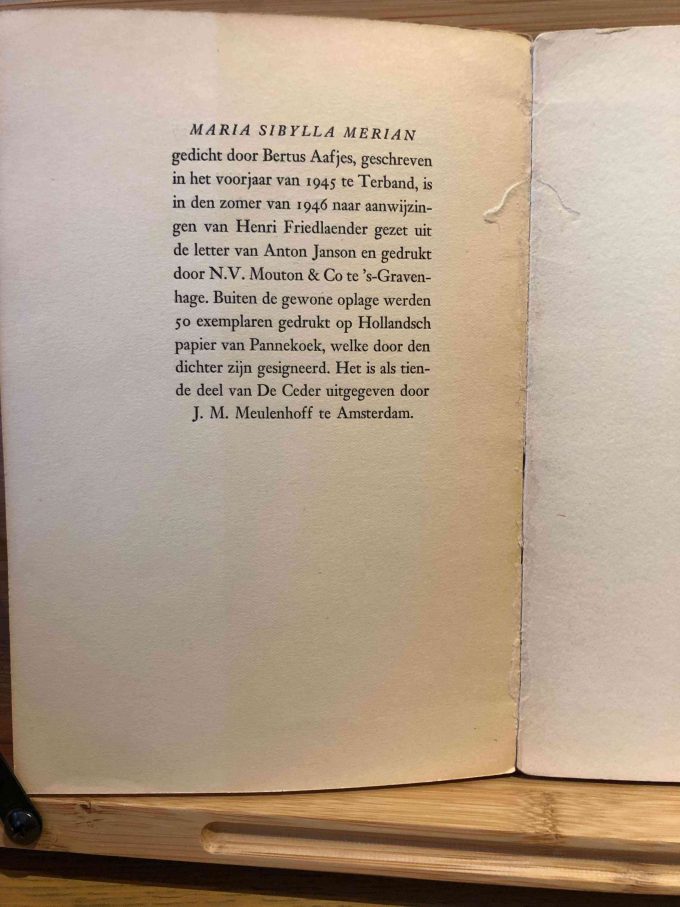 MARIA SIBYLLA MERIAN
gedicht door Bertus Aafjes, geschreven
in het voorjaar van 1945 te Terband, is
in den zomer van 1946 naar aanwijzin-
gen van Henri Friedlaender gezet uit
de letter van Anton Janson en gedrukt
door N.V. Mouton & Co te 's-Graven-
hage. Buiten de gewone oplage werden
50 exemplaren gedrukt op Hollandsch
papier van Pannekoek, welke door den
dichter zijn gesigneerd. Het is als tien-
de deel van De Ceder uitgegeven door
J. M. Meulenhoff te Amsterdam.